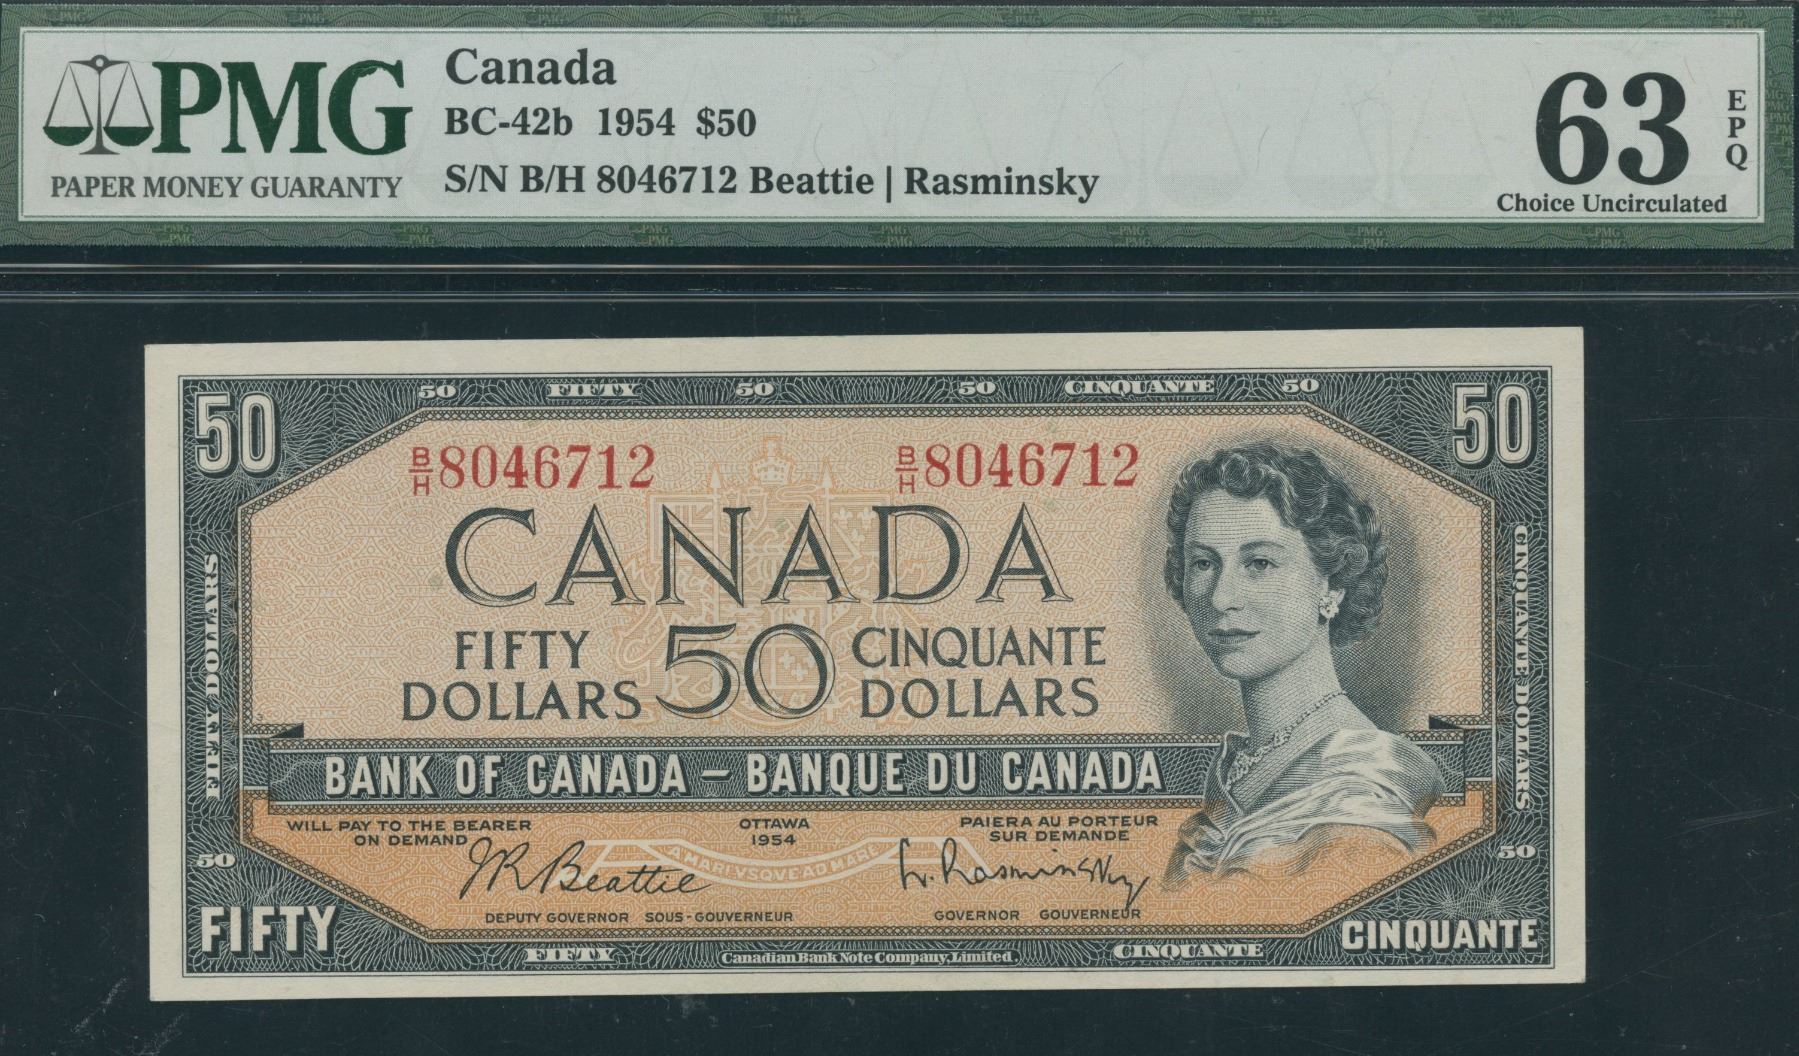 PMG
PAPER MONEY GUARANTY
Canada
BC-42b 1954 $50
S/N B/H 8046712 Beattie | Rasminsky
63
EPQ
Choice Uncirculated
50 FIFTY 50 50 CINQUANTE 50
50 50
B/H 8046712 B/H 8046712
CANADA
FIFTY DOLLARS
50
CINQUANTE DOLLARS
FIFTY DOLLARS
CINQUANTE DOLLARS
BANK OF CANADA – BANQUE DU CANADA
WILL PAY TO THE BEARER
ON DEMAND
OTTAWA
1954
PAIERA AU PORTEUR
SUR DEMANDE
50 50
A MARI VSQVE AD MARE
JR Beattie
L. Rasminsky
DEPUTY GOVERNOR SOUS-GOUVERNEUR
GOVERNOR GOUVERNEUR
FIFTY
CINQUANTE
FIFTY
Canadian Bank Note Company, Limited.
CINQUANTE